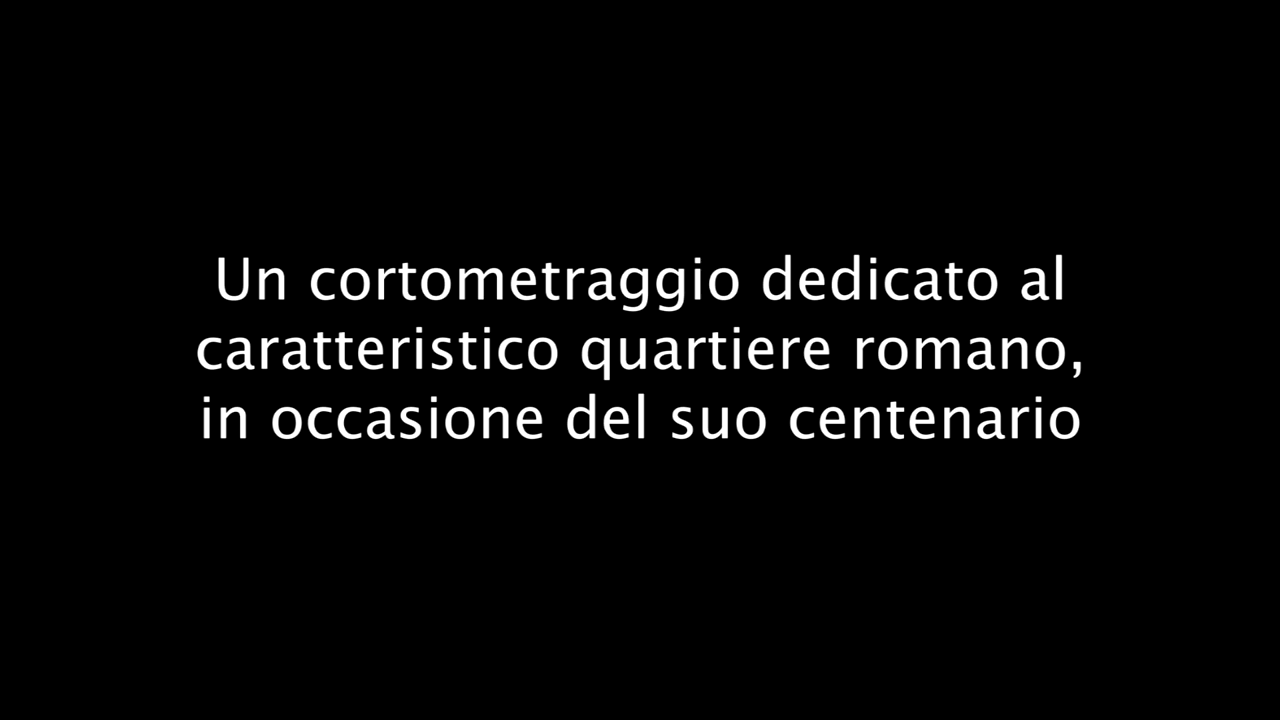 Un cortometraggio dedicato al
caratteristico quartiere romano,
in occasione del suo centenario